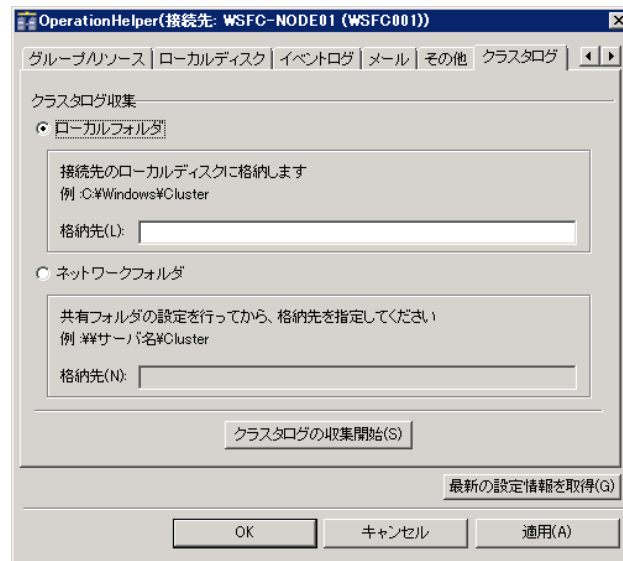 OperationHelper(接続先: WSFC-NODE01 (WSFC001))
グループ/リソース ローカルディスク イベントログ メール その他 クラスタログ
クラスタログ収集
ローカルフォルダ
接続先のローカルディスクに格納します
例 :C:¥Windows¥Cluster
格納先(L):
ネットワークフォルダ
共有フォルダの設定を行ってから、格納先を指定してください
例 :¥¥サーバ名¥Cluster
格納先(N):
クラスタログの収集開始(S)
最新の設定情報を取得(G)
OK キャンセル 適用(A)